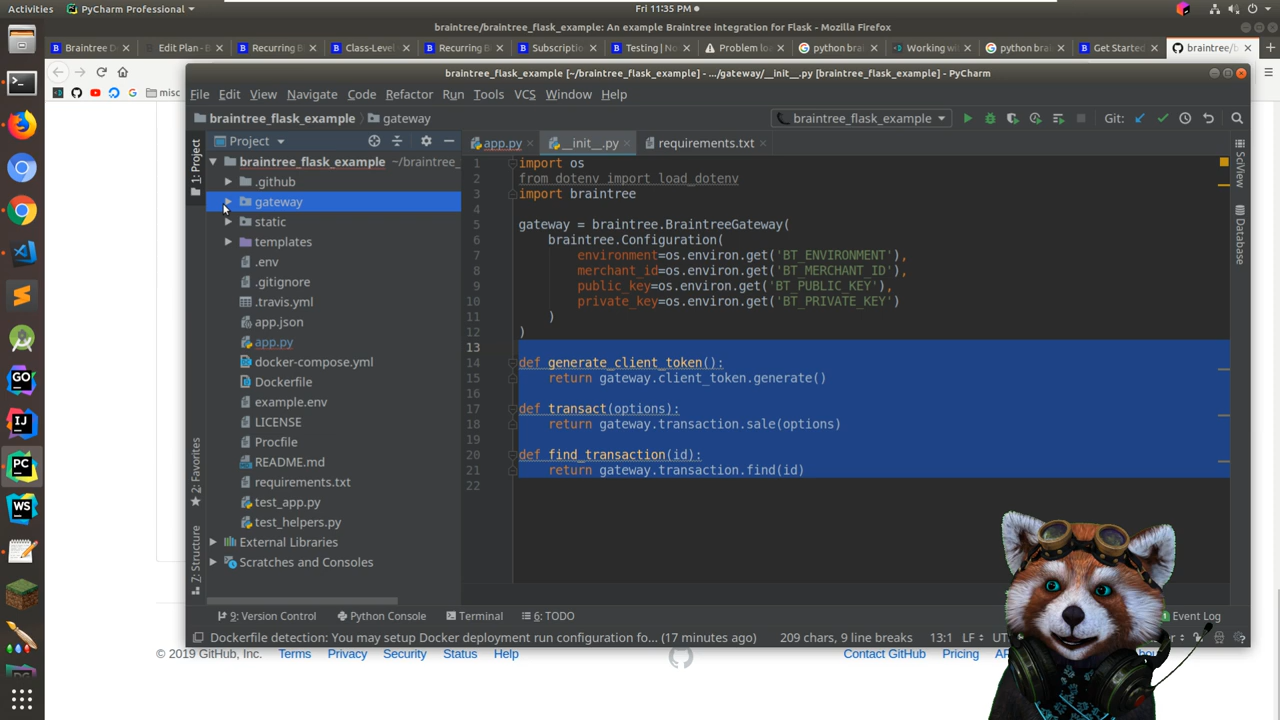 Activities
PyCharm Professional
Fri 11:35 PM
braintree/braintree_flask_example: An example Braintree integration for Flask - Mozilla Firefox
Braintree D
Edit Plan - B
Recurring B
Class-Level
Recurring B
Subscriptio
Testing | No
Problem loa
python brai
Working wi
python brai
Get Started
braintree/b
misc
braintree_flask_example [~/braintree_flask_example] - .../gateway/__init__.py [braintree_flask_example] - PyCharm
File Edit View Navigate Code Refactor Run Tools VCS Window Help
braintree_flask_example gateway
braintree_flask_example
Git:
1: Project
Project
app.py
__init__.py
requirements.txt
SciView
Database
braintree_flask_example ~/braintree_
.github
gateway
static
templates
.env
.gitignore
.travis.yml
app.json
app.py
docker-compose.yml
Dockerfile
example.env
LICENSE
Procfile
README.md
requirements.txt
test_app.py
test_helpers.py
External Libraries
Scratches and Consoles
2: Favorites
7: Structure
1 import os
2 from dotenv import load_dotenv
3 import braintree
4
5 gateway = braintree.BraintreeGateway(
6 braintree.Configuration(
7 environment=os.environ.get('BT_ENVIRONMENT'),
8 merchant_id=os.environ.get('BT_MERCHANT_ID'),
9 public_key=os.environ.get('BT_PUBLIC_KEY'),
10 private_key=os.environ.get('BT_PRIVATE_KEY')
11 )
12 )
13
14 def generate_client_token():
15 return gateway.client_token.generate()
16
17 def transact(options):
18 return gateway.transaction.sale(options)
19
20 def find_transaction(id):
21 return gateway.transaction.find(id)
22
9: Version Control
Python Console
Terminal
6: TODO
Event Log
Dockerfile detection: You may setup Docker deployment run configuration fo... (17 minutes ago)
209 chars, 9 line breaks
13:1
LF
© 2019 GitHub, Inc.
Terms
Privacy
Security
Status
Help
Contact GitHub
Pricing
GO
IJ
PC
WS